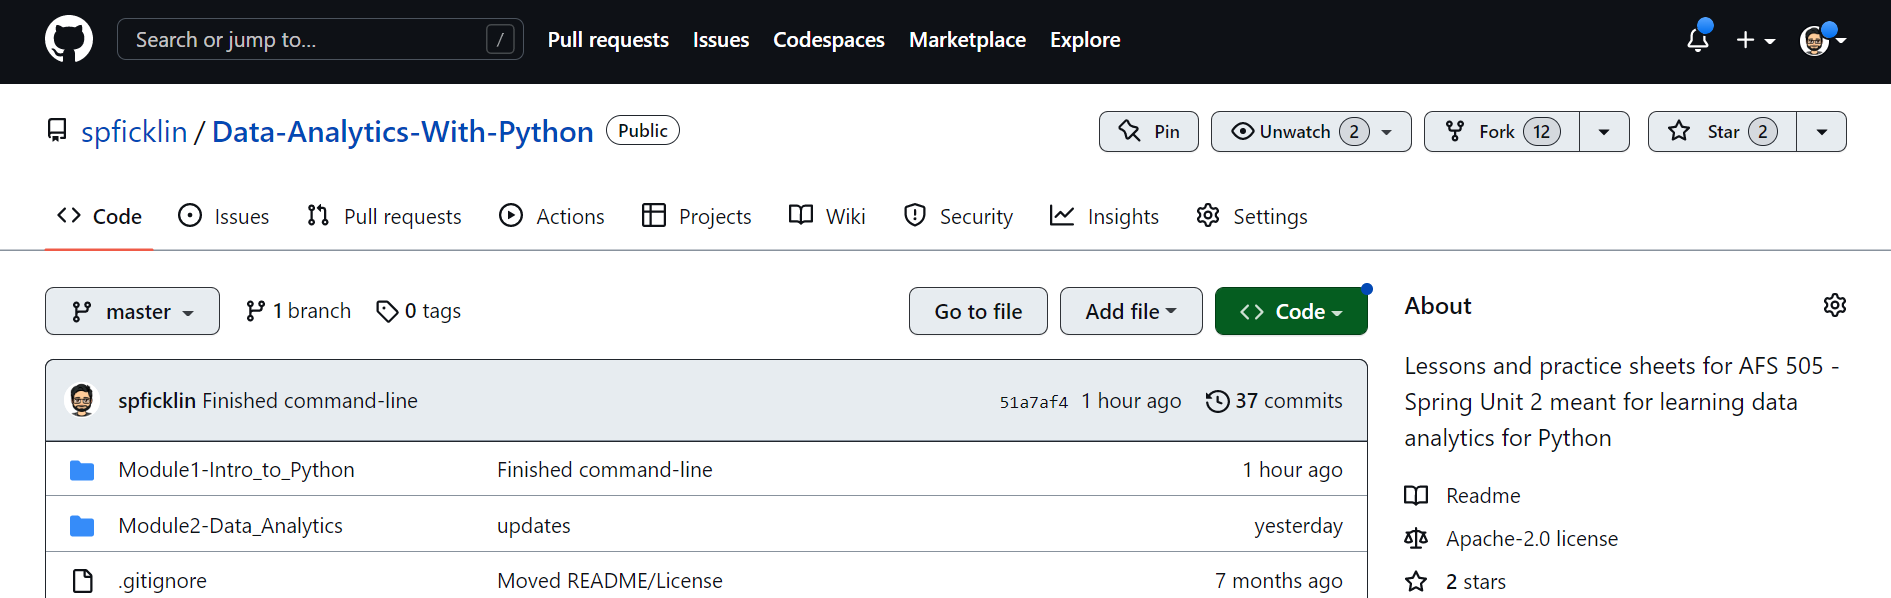 Search or jump to... / Pull requests Issues Codespaces Marketplace Explore
spficklin / Data-Analytics-With-Python Public Pin Unwatch 2 Fork 12 Star 2
Code Issues Pull requests Actions Projects Wiki Security Insights Settings
master 1 branch 0 tags Go to file Add file Code
spficklin Finished command-line 51a7af4 1 hour ago 37 commits
Module1-Intro_to_Python Finished command-line 1 hour ago
Module2-Data_Analytics updates yesterday
.gitignore Moved README/License 7 months ago
About
Lessons and practice sheets for AFS 505 -
Spring Unit 2 meant for learning data
analytics for Python
Readme
Apache-2.0 license
2 stars